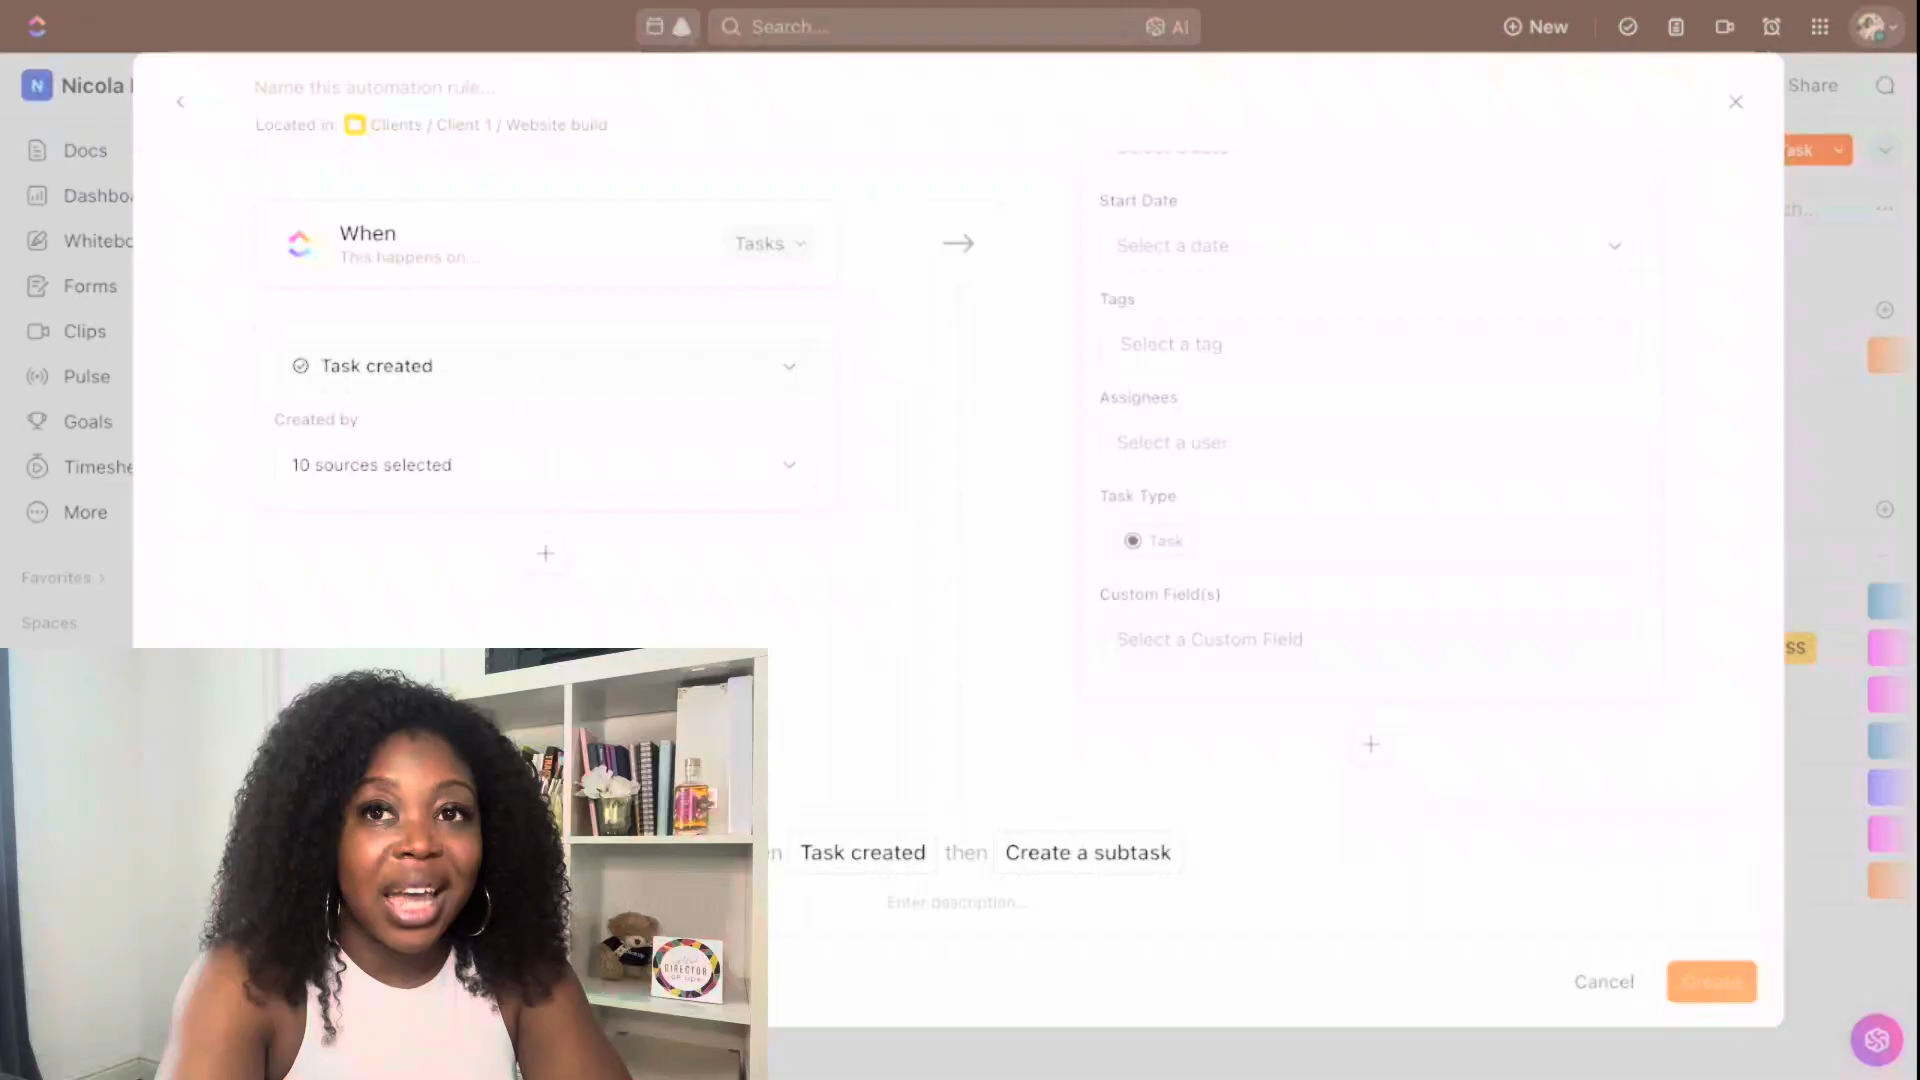 Search...
AI
New
N
Nicola
Share
Name this automation rule...
Located in: Clients / Client 1 / Website build
Docs
Dashbo
Whitebo
Forms
Clips
Pulse
Goals
Timeshe
More
Favorites
Spaces
When
This happens on...
Tasks
Task created
Created by
10 sources selected
Start Date
Select a date
Tags
Select a tag
Assignees
Select a user
Task Type
Task
Custom Field(s)
Select a Custom Field
Task created then Create a subtask
Enter description...
Cancel
Create
ask
SS
DIRECTOR